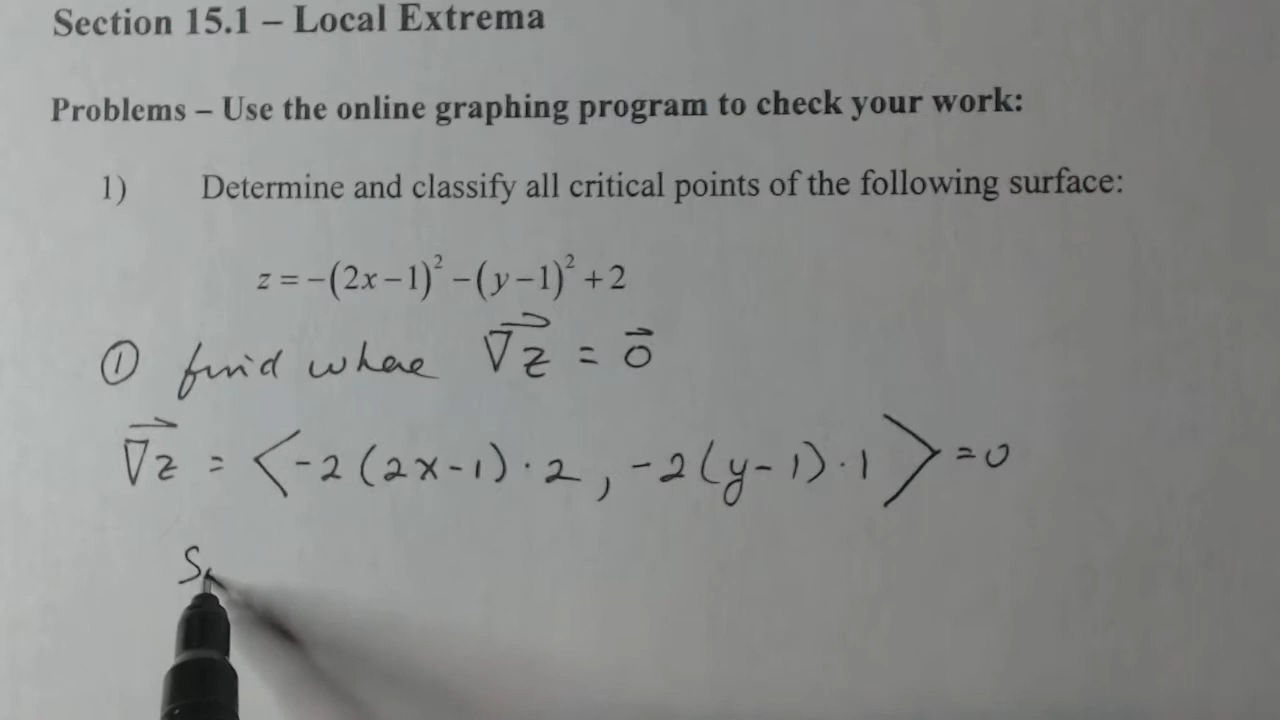 Section 15.1 – Local Extrema
Problems – Use the online graphing program to check your work:
1) Determine and classify all critical points of the following surface:
z = −(2x−1)² −(y−1)² + 2
① find where ∇z⃗ = 0⃗
∇z⃗ = ⟨−2(2x−1)·2, −2(y−1)·1⟩ = 0
S